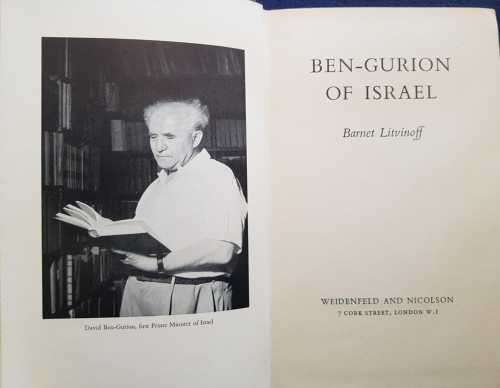 David Ben-Gurion, first Prime Minister of Israel
BEN-GURION
OF ISRAEL
Barnet Litvinoff
WEIDENFELD AND NICOLSON
7 CORK STREET, LONDON W.1